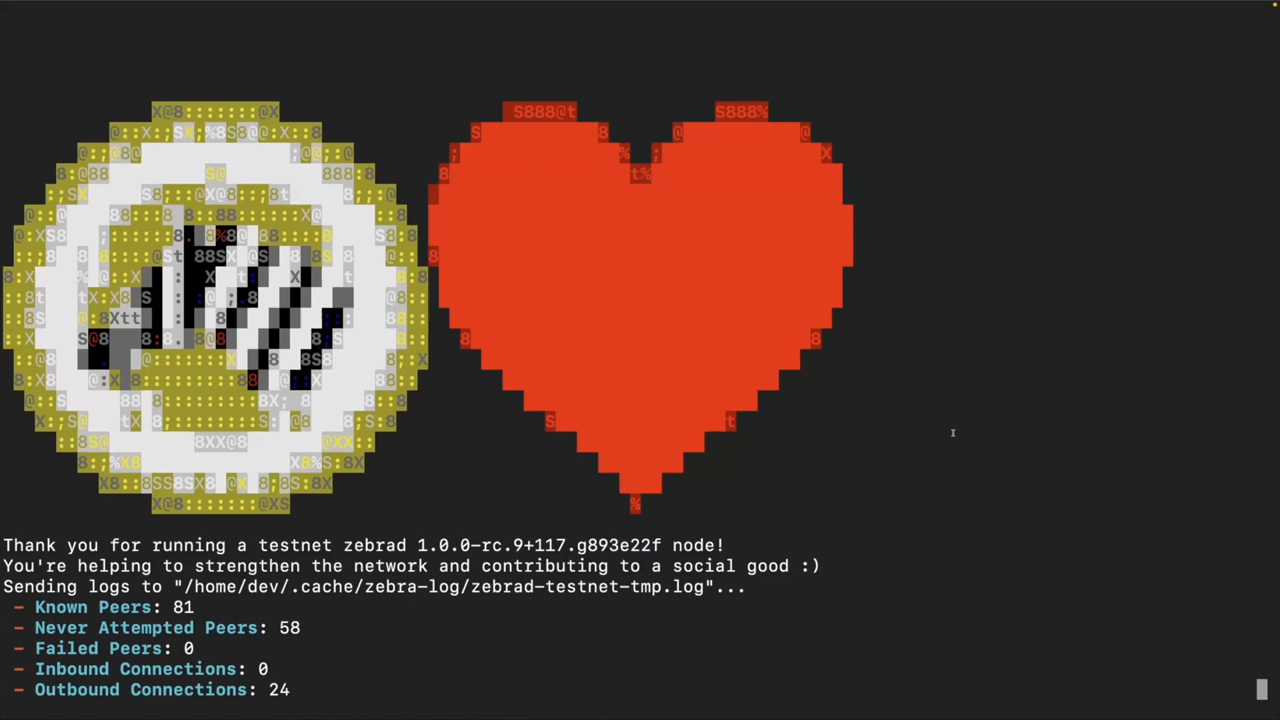 Thank you for running a testnet zebrad 1.0.0-rc.9+117.g893e22f node!
You're helping to strengthen the network and contributing to a social good :)
Sending logs to "/home/dev/.cache/zebra-log/zebrad-testnet-tmp.log"...
- Known Peers: 81
- Never Attempted Peers: 58
- Failed Peers: 0
- Inbound Connections: 0
- Outbound Connections: 24